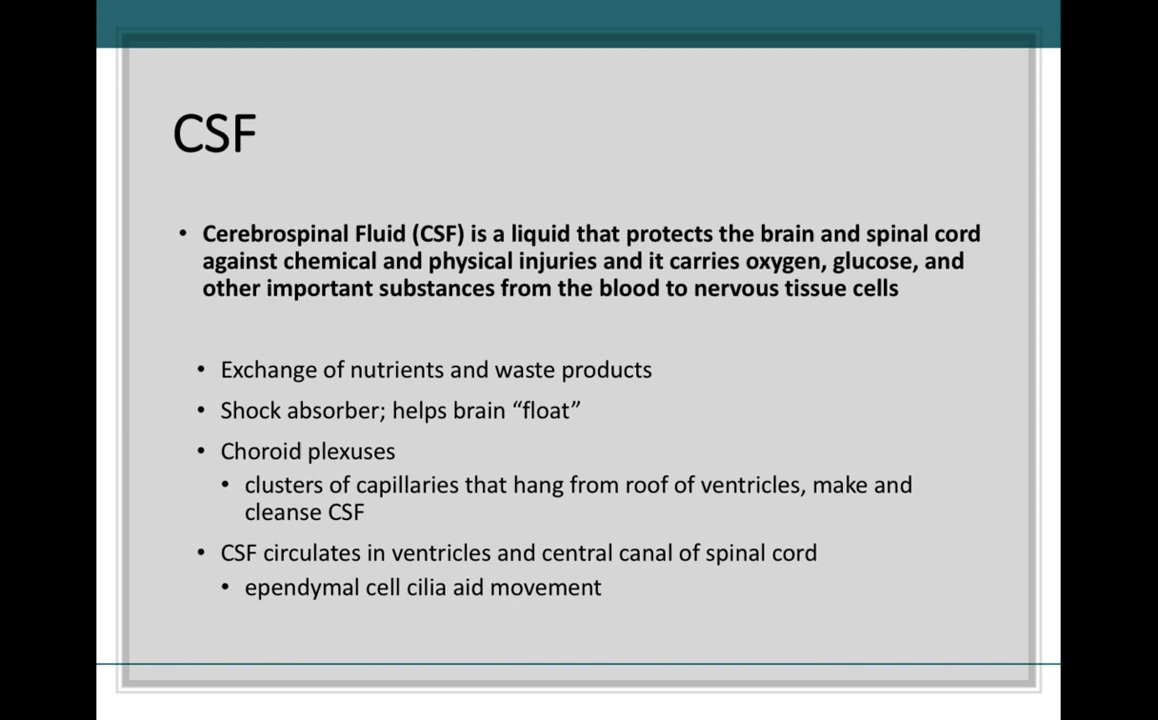 CSF
• Cerebrospinal Fluid (CSF) is a liquid that protects the brain and spinal cord
against chemical and physical injuries and it carries oxygen, glucose, and
other important substances from the blood to nervous tissue cells
• Exchange of nutrients and waste products
• Shock absorber; helps brain “float”
• Choroid plexuses
• clusters of capillaries that hang from roof of ventricles, make and
cleanse CSF
• CSF circulates in ventricles and central canal of spinal cord
• ependymal cell cilia aid movement